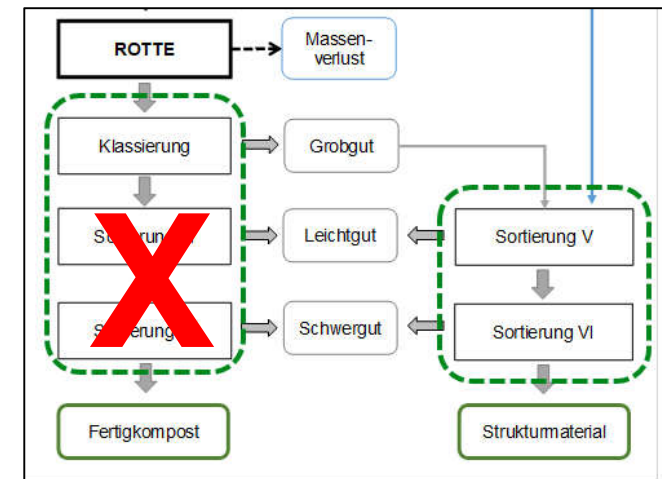 ROTTE
Massen-
verlust
Klassierung
Grobgut
Leichtgut
Sortierung V
X
Schwergut
Sortierung VI
Fertigkompost
Strukturmaterial